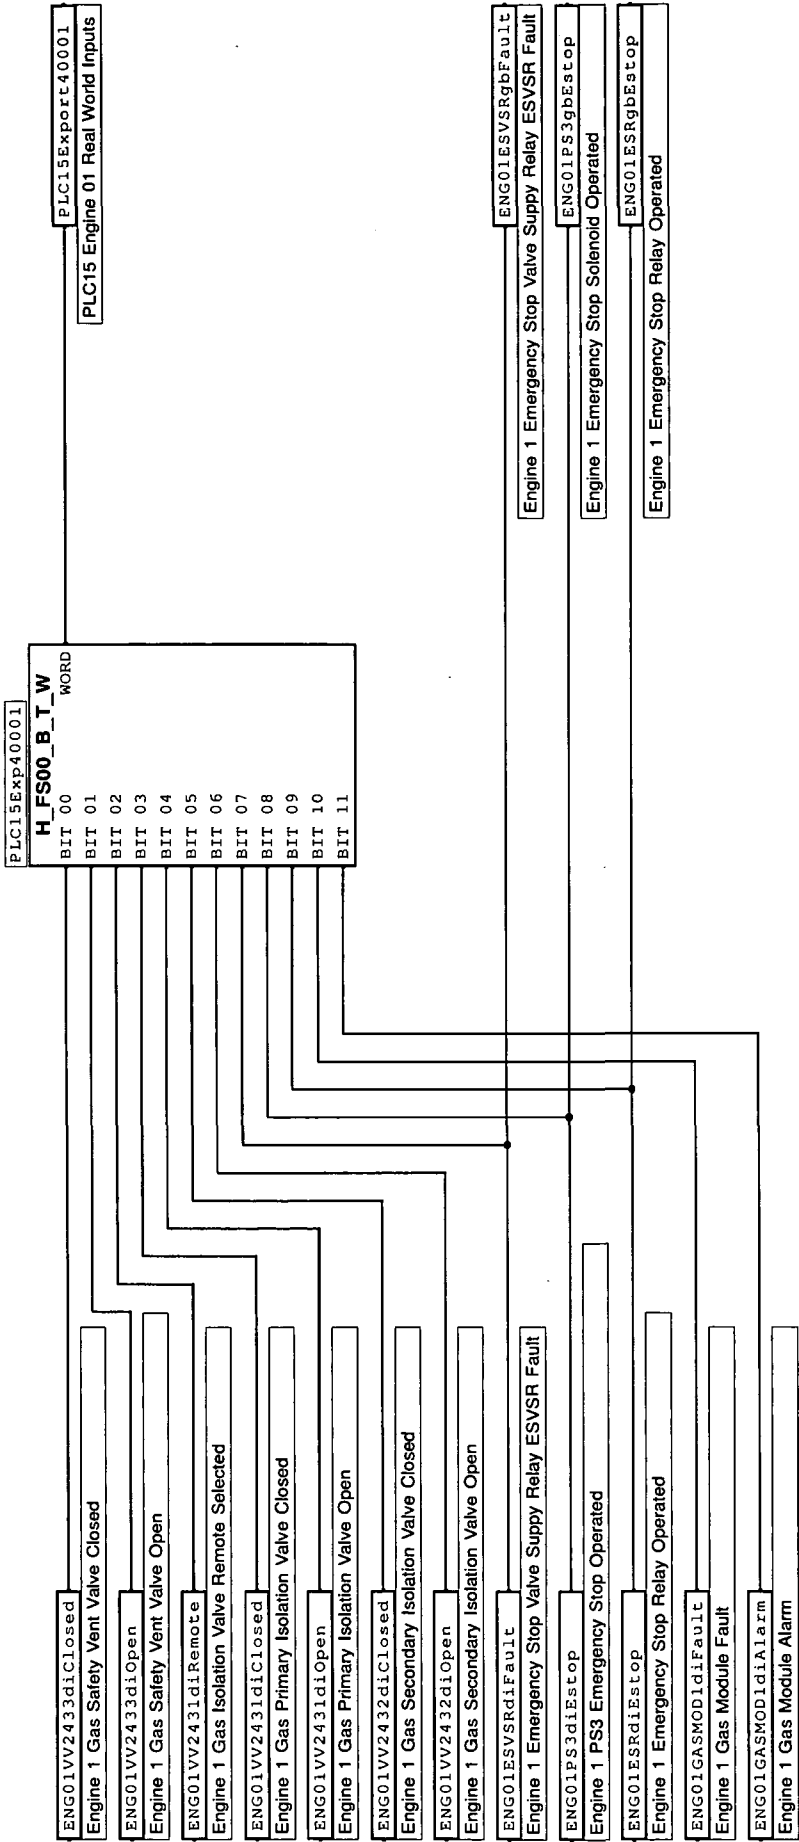 PLC15Exp40001
H_FS00_B_T_W
BIT 00
WORD
BIT 01
BIT 02
BIT 03
BIT 04
BIT 05
BIT 06
BIT 07
BIT 08
BIT 09
BIT 10
BIT 11
ENG01VV2433diClosed
Engine 1 Gas Safety Vent Valve Closed
ENG01VV2433diOpen
Engine 1 Gas Safety Vent Valve Open
ENG01VV2431diRemote
Engine 1 Gas Isolation Valve Remote Selected
ENG01VV2431diClosed
Engine 1 Gas Primary Isolation Valve Closed
ENG01VV2431diOpen
Engine 1 Gas Primary Isolation Valve Open
ENG01VV2432diClosed
Engine 1 Gas Secondary Isolation Valve Closed
ENG01VV2432diOpen
Engine 1 Gas Secondary Isolation Valve Open
ENG01ESVSRdiFault
Engine 1 Emergency Stop Valve Suppy Relay ESVSR Fault
ENG01PS3diEstop
Engine 1 PS3 Emergency Stop Operated
ENG01ESRdiEstop
Engine 1 Emergency Stop Relay Operated
ENG01GASMOD1diFault
Engine 1 Gas Module Fault
ENG01GASMOD1diAlarm
Engine 1 Gas Module Alarm
PLC15Export40001
PLC15 Engine 01 Real World Inputs
ENG01ESVSRgbFault
Engine 1 Emergency Stop Valve Suppy Relay ESVSR Fault
ENG01PS3gbEstop
Engine 1 Emergency Stop Solenoid Operated
ENG01ESRgbEstop
Engine 1 Emergency Stop Relay Operated